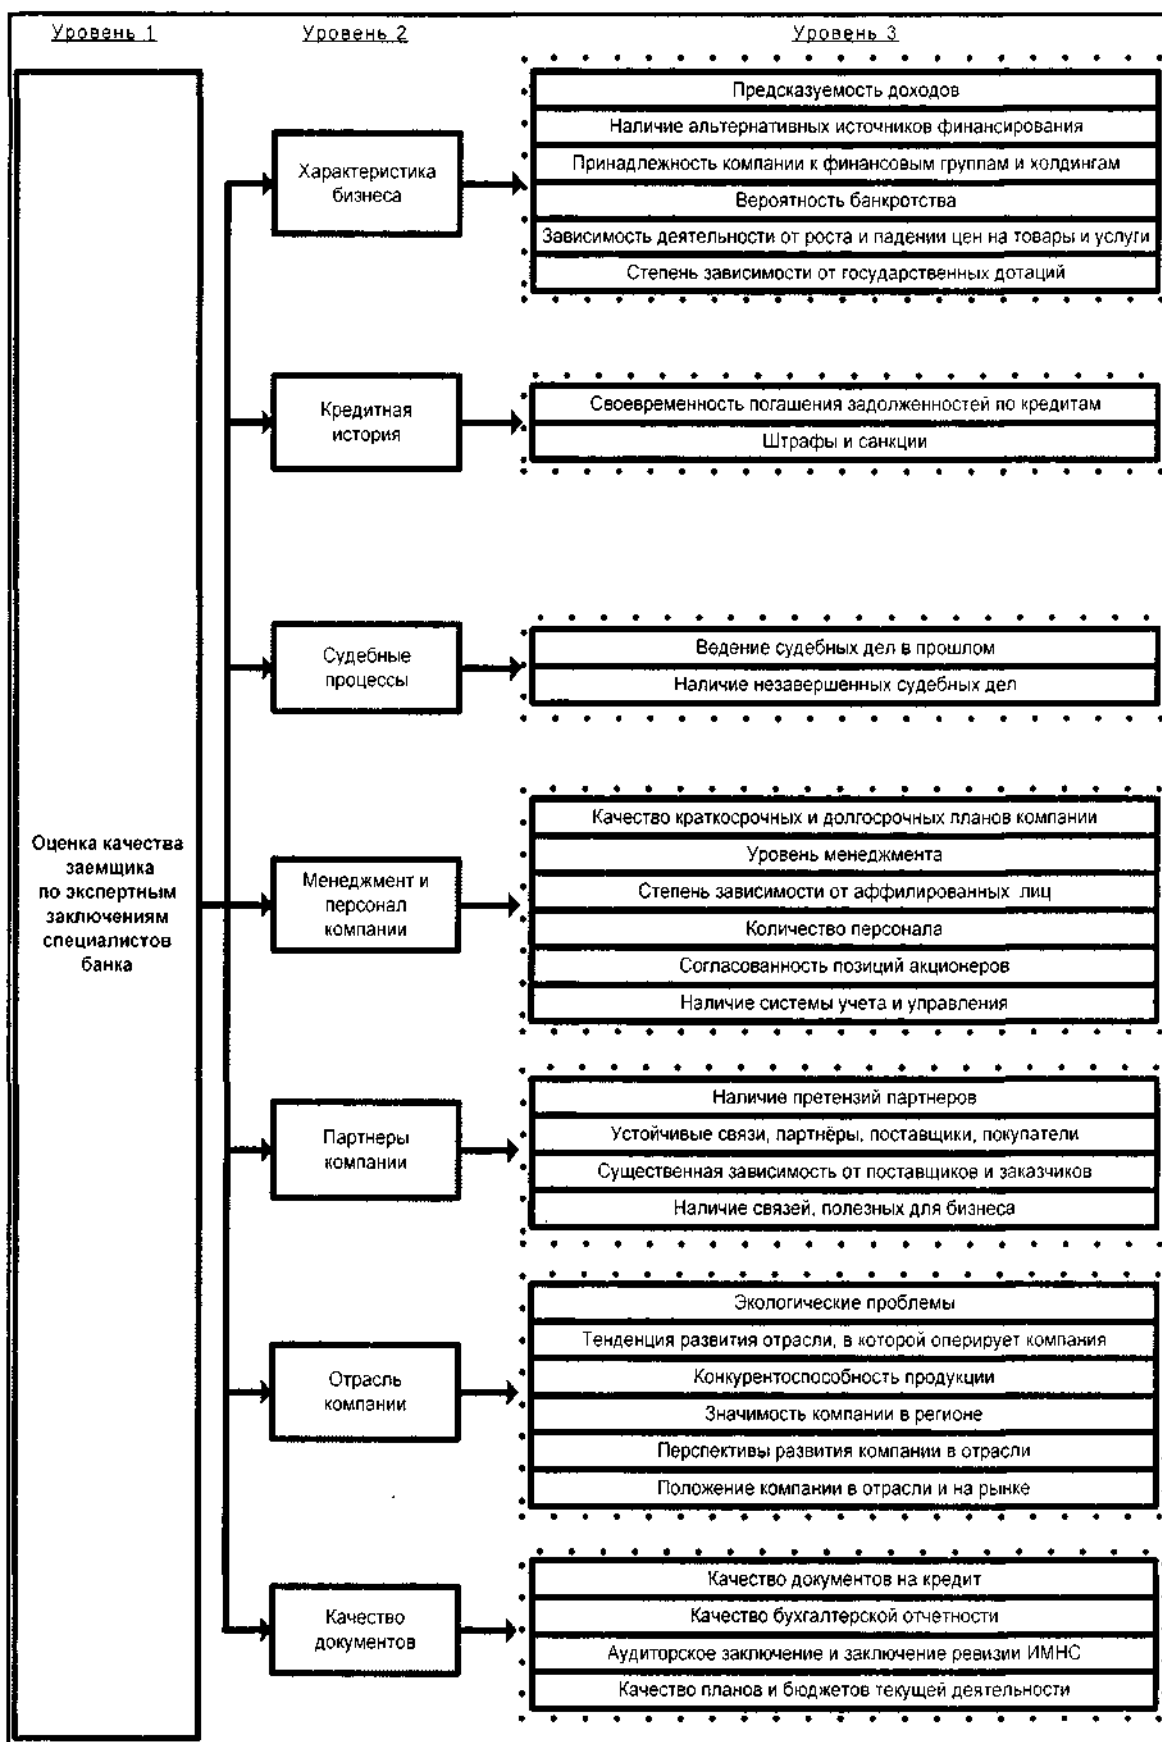 Уровень 1
Уровень 2
Уровень 3
Оценка качества
заемщика
по экспертным
заключениям
специалистов
банка
Характеристика
бизнеса
Предсказуемость доходов
Наличие альтернативных источников финансирования
Принадлежность компании к финансовым группам и холдингам
Вероятность банкротства
Зависимость деятельности от роста и падении цен на товары и услуги
Степень зависимости от государственных дотаций
Кредитная
история
Своевременность погашения задолженностей по кредитам
Штрафы и санкции
Судебные
процессы
Ведение судебных дел в прошлом
Наличие незавершенных судебных дел
Менеджмент и
персонал
компании
Качество краткосрочных и долгосрочных планов компании
Уровень менеджмента
Степень зависимости от аффилированных лиц
Количество персонала
Согласованность позиций акционеров
Наличие системы учета и управления
Партнеры
компании
Наличие претензий партнеров
Устойчивые связи, партнёры, поставщики, покупатели
Существенная зависимость от поставщиков и заказчиков
Наличие связей, полезных для бизнеса
Отрасль
компании
Экологические проблемы
Тенденция развития отрасли, в которой оперирует компания
Конкурентоспособность продукции
Значимость компании в регионе
Перспективы развития компании в отрасли
Положение компании в отрасли и на рынке
Качество
документов
Качество документов на кредит
Качество бухгалтерской отчетности
Аудиторское заключение и заключение ревизии ИМНС
Качество планов и бюджетов текущей деятельности